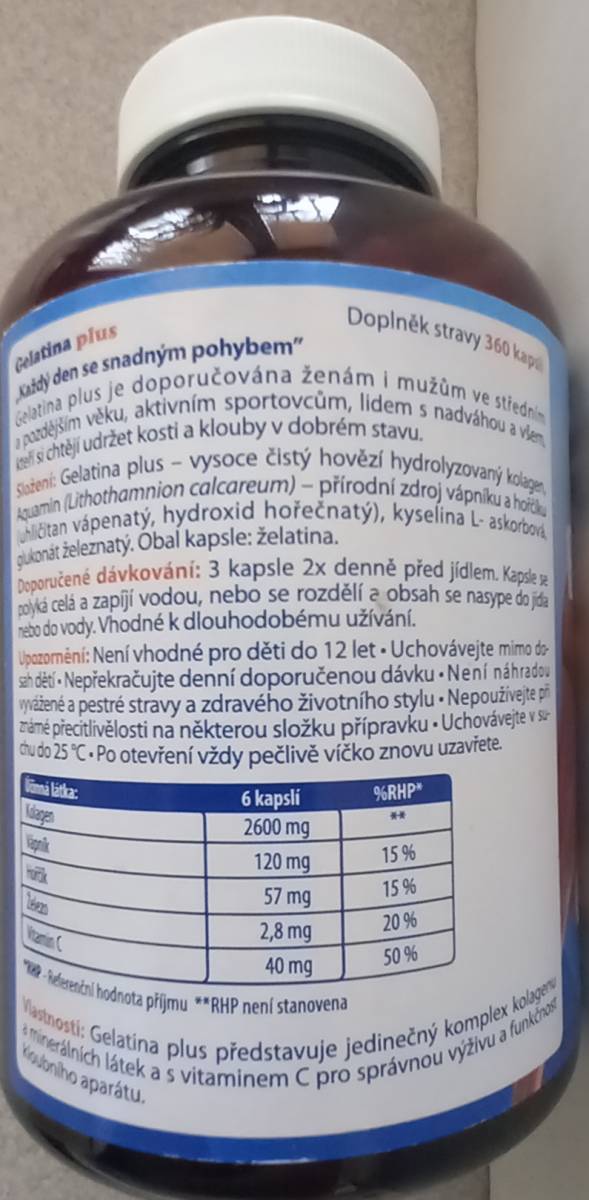 Gelatina plus
Doplněk stravy 360 kapslí
„Každý den se snadným pohybem”
Gelatina plus je doporučována ženám i mužům ve středním
a pozdějším věku, aktivním sportovcům, lidem s nadváhou a všem,
kteří si chtějí udržet kosti a klouby v dobrém stavu.
Složení: Gelatina plus – vysoce čistý hovězí hydrolyzovaný kolagen,
Aquamin (Lithothamnion calcareum) – přírodní zdroj vápníku a hořčíku
(uhličitan vápenatý, hydroxid hořečnatý), kyselina L- askorbová,
glukonát železnatý. Obal kapsle: želatina.
Doporučené dávkování: 3 kapsle 2x denně před jídlem. Kapsle se
polyká celá a zapíjí vodou, nebo se rozdělí a obsah se nasype do jídla
nebo do vody. Vhodné k dlouhodobému užívání.
Upozornění: Není vhodné pro děti do 12 let • Uchovávejte mimo do-
sah dětí • Nepřekračujte denní doporučenou dávku • Není náhradou
vyvážené a pestré stravy a zdravého životního stylu • Nepoužívejte při
známé přecitlivělosti na některou složku přípravku • Uchovávejte v su-
chu do 25 °C • Po otevření vždy pečlivě víčko znovu uzavřete.
Účinná látka: 6 kapslí %RHP*
Kolagen 2600 mg **
Vápník 120 mg 15 %
Hořčík 57 mg 15 %
Železo 2,8 mg 20 %
Vitamin C 40 mg 50 %
*RHP - Referenční hodnota příjmu **RHP není stanovena
Vlastnosti: Gelatina plus představuje jedinečný komplex kolagenu
a minerálních látek a s vitaminem C pro správnou výživu a funkčnost
kloubního aparátu.